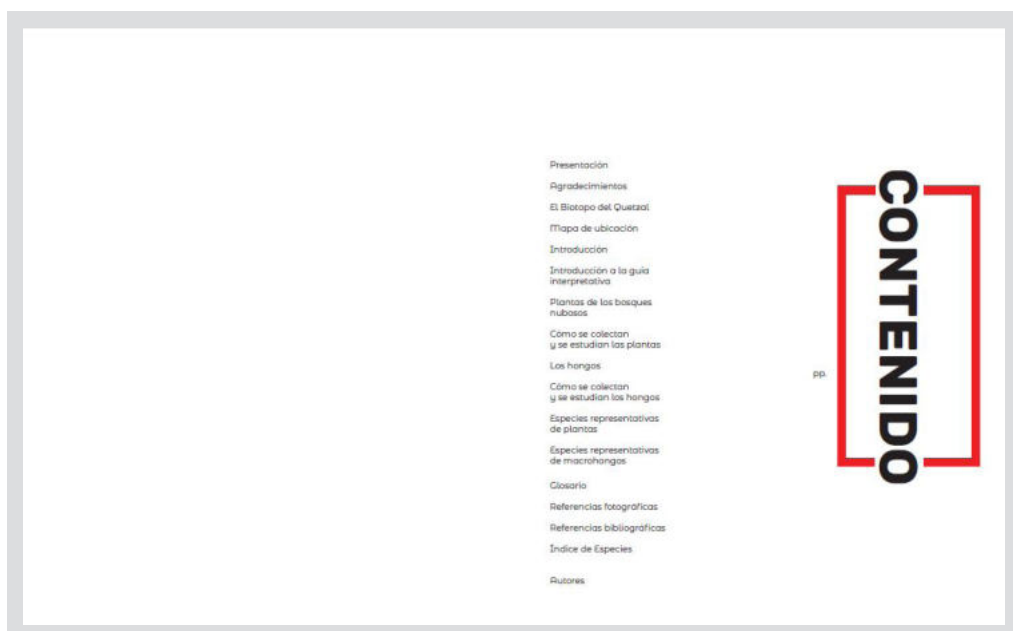 CONTENIDO
pp.
Presentación
Agradecimientos
El Biotopo del Quetzal
Mapa de ubicación
Introducción
Introducción a la guía
interpretativa
Plantas de los bosques
nubosos
Cómo se colectan
y se estudian las plantas
Los hongos
Cómo se colectan
y se estudian los hongos
Especies representativas
de plantas
Especies representativas
de macrohongos
Glosario
Referencias fotográficas
Referencias bibliográficas
Índice de Especies
Autores